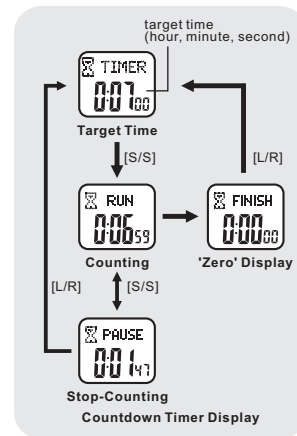 target time
(hour, minute, second)
TIMER
0:07 00
Target Time
[S/S]
[L/R]
RUN
0:06 59
FINISH
0:00 00
Counting
'Zero' Display
[L/R]
[S/S]
PAUSE
0:01 47
Stop-Counting
Countdown Timer Display